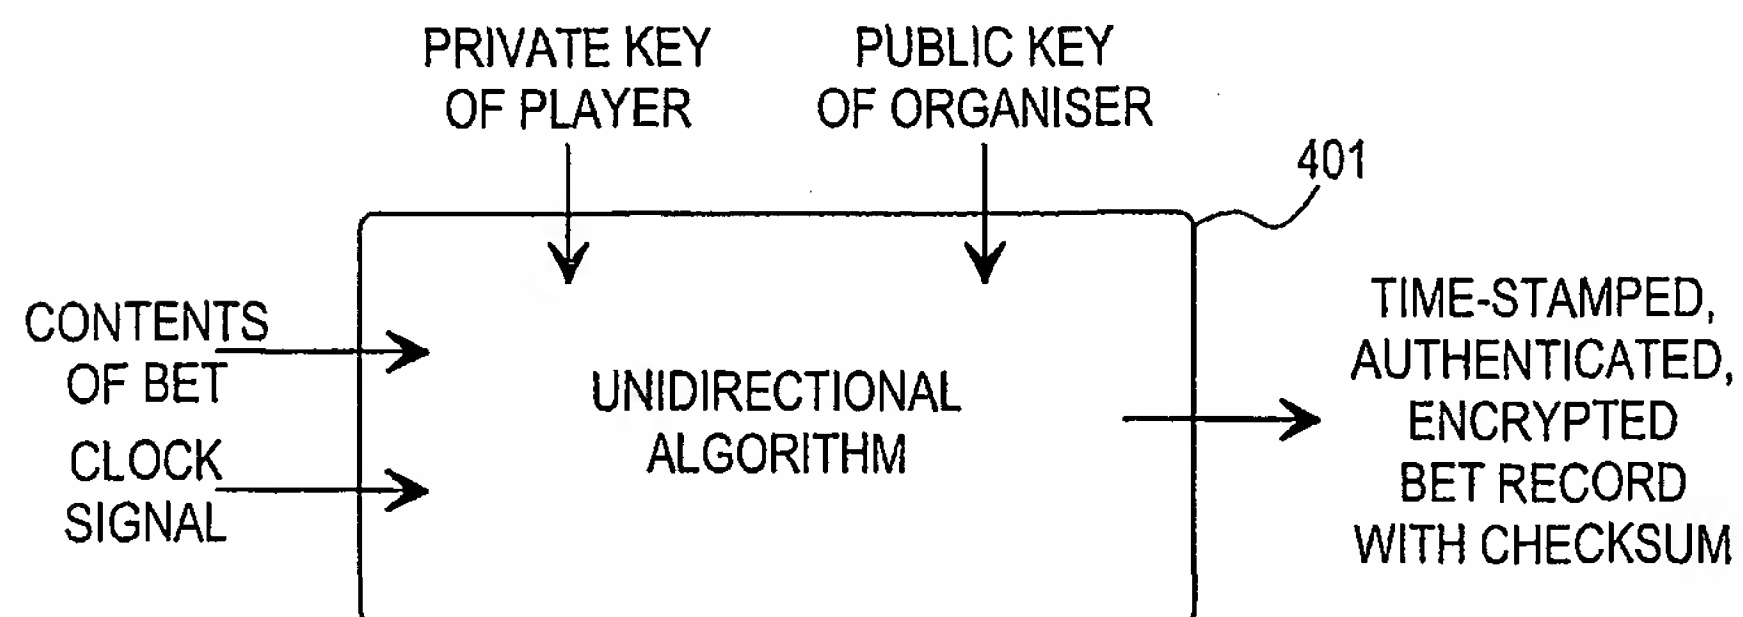 PRIVATE KEY
OF PLAYER
PUBLIC KEY
OF ORGANISER
401
CONTENTS
OF BET
CLOCK
SIGNAL
UNIDIRECTIONAL
ALGORITHM
TIME-STAMPED,
AUTHENTICATED,
ENCRYPTED
BET RECORD
WITH CHECKSUM